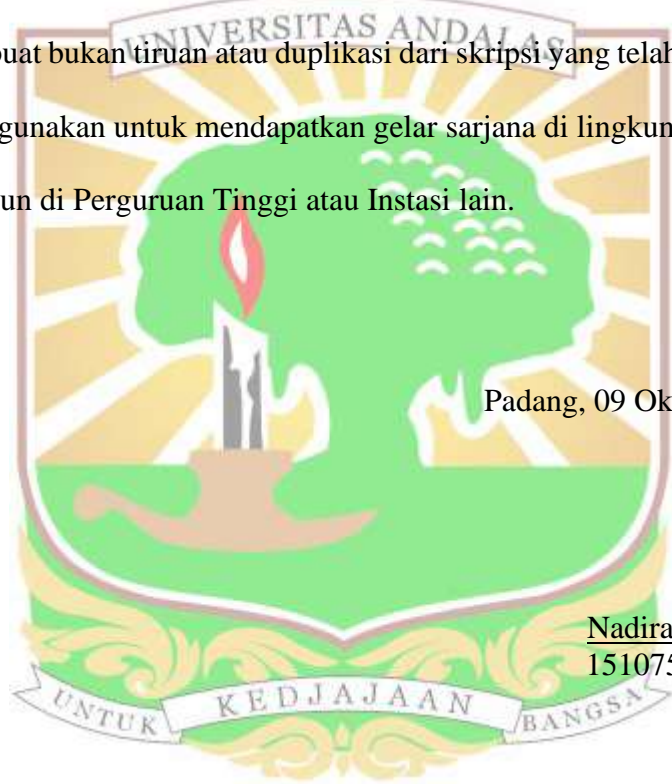 UNIVERSITAS ANDALAS
buat bukan tiruan atau duplikasi dari skripsi yang telah
gunakan untuk mendapatkan gelar sarjana di lingkun
un di Perguruan Tinggi atau Instasi lain.
Padang, 09 Ok
Nadira
151075
UNTUK KEDJAJAAN BANGSA